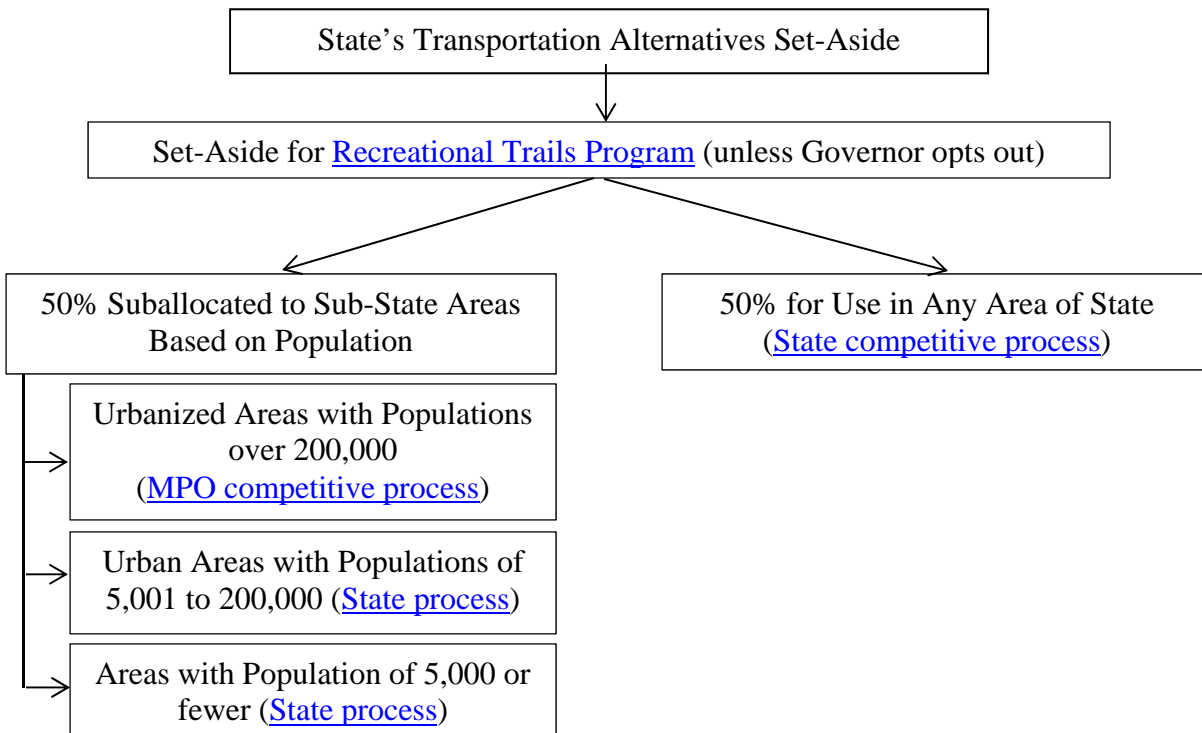 State’s Transportation Alternatives Set-Aside
Set-Aside for Recreational Trails Program (unless Governor opts out)
50% Suballocated to Sub-State Areas
Based on Population
50% for Use in Any Area of State
(State competitive process)
Urbanized Areas with Populations
over 200,000
(MPO competitive process)
Urban Areas with Populations of
5,001 to 200,000 (State process)
Areas with Population of 5,000 or
fewer (State process)